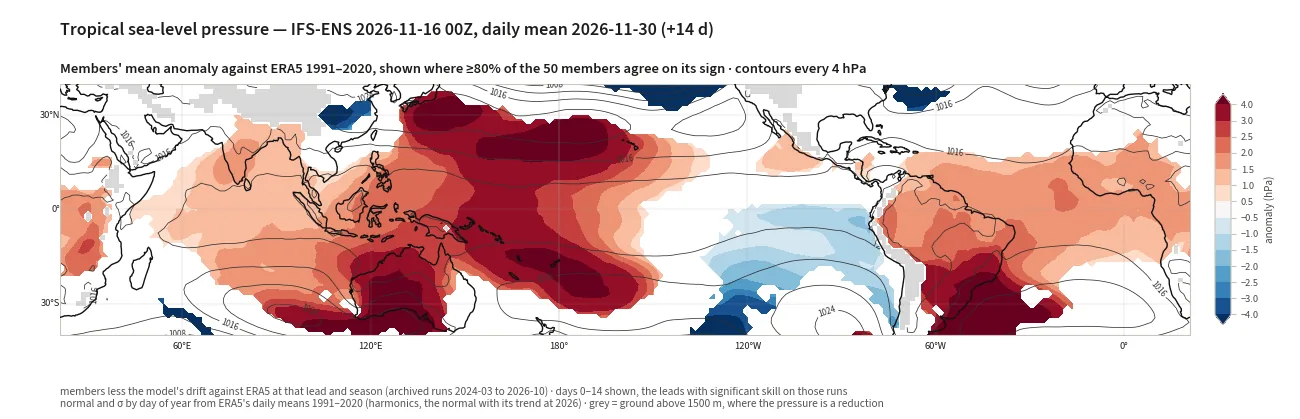 Tropical sea-level pressure — IFS-ENS 2026-11-16 00Z, daily mean 2026-11-30 (+14 d)
Members' mean anomaly against ERA5 1991–2020, shown where ≥80% of the 50 members agree on its sign · contours every 4 hPa
30°N
0°
30°S
60°E
120°E
180°
120°W
60°W
0°
1016
1016
1016
1008
1016
1016
1016
1016
1016
1008
1024
1016
4.0
3.0
2.5
2.0
1.5
1.0
0.5
−0.5
−1.0
−1.5
−2.0
−2.5
−3.0
−4.0
anomaly (hPa)
members less the model's drift against ERA5 at that lead and season (archived runs 2024-03 to 2026-10) · days 0–14 shown, the leads with significant skill on those runs
normal and σ by day of year from ERA5's daily means 1991–2020 (harmonics, the normal with its trend at 2026) · grey = ground above 1500 m, where the pressure is a reduction